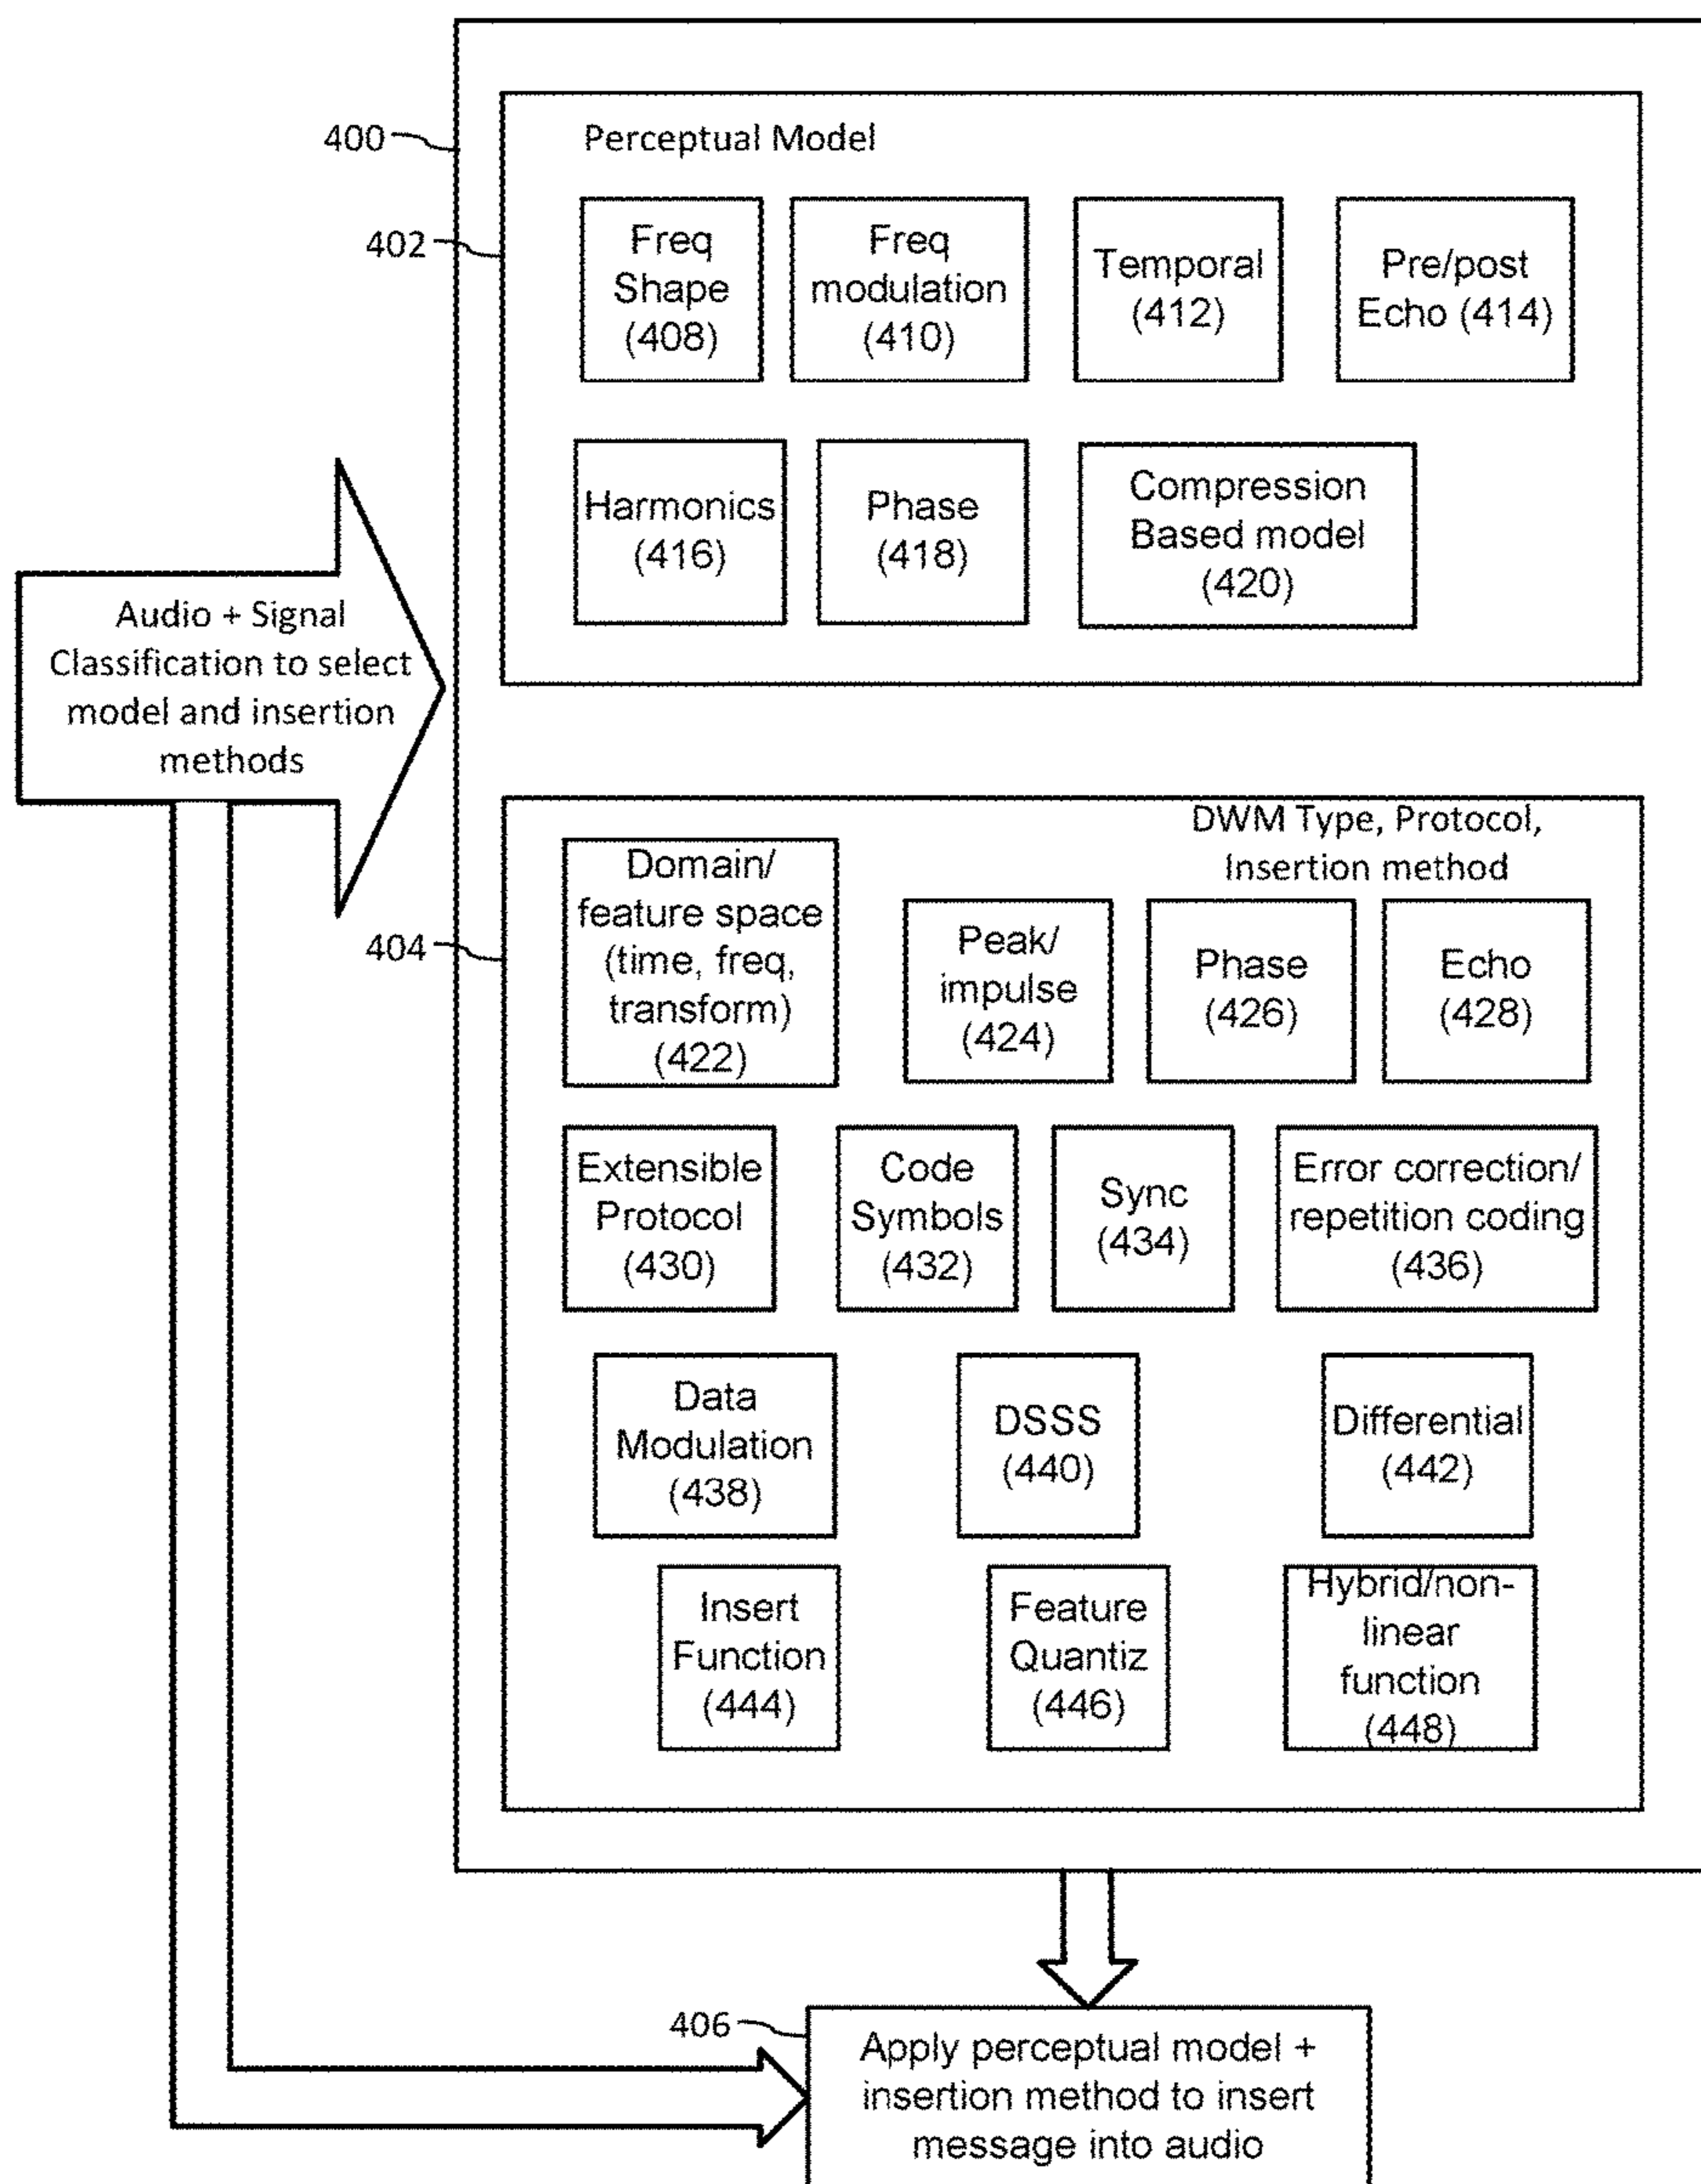 400
Perceptual Model
402
Freq
Shape
(408)
Freq
modulation
(410)
Temporal
(412)
Pre/post
Echo (414)
Harmonics
(416)
Phase
(418)
Compression
Based model
(420)
Audio + Signal
Classification to select
model and insertion
methods
404
DWM Type, Protocol,
Insertion method
Domain/
feature space
(time, freq,
transform)
(422)
Peak/
impulse
(424)
Phase
(426)
Echo
(428)
Extensible
Protocol
(430)
Code
Symbols
(432)
Sync
(434)
Error correction/
repetition coding
(436)
Data
Modulation
(438)
DSSS
(440)
Differential
(442)
Insert
Function
(444)
Feature
Quantiz
(446)
Hybrid/non-
linear
function
(448)
406
Apply perceptual model +
insertion method to insert
message into audio